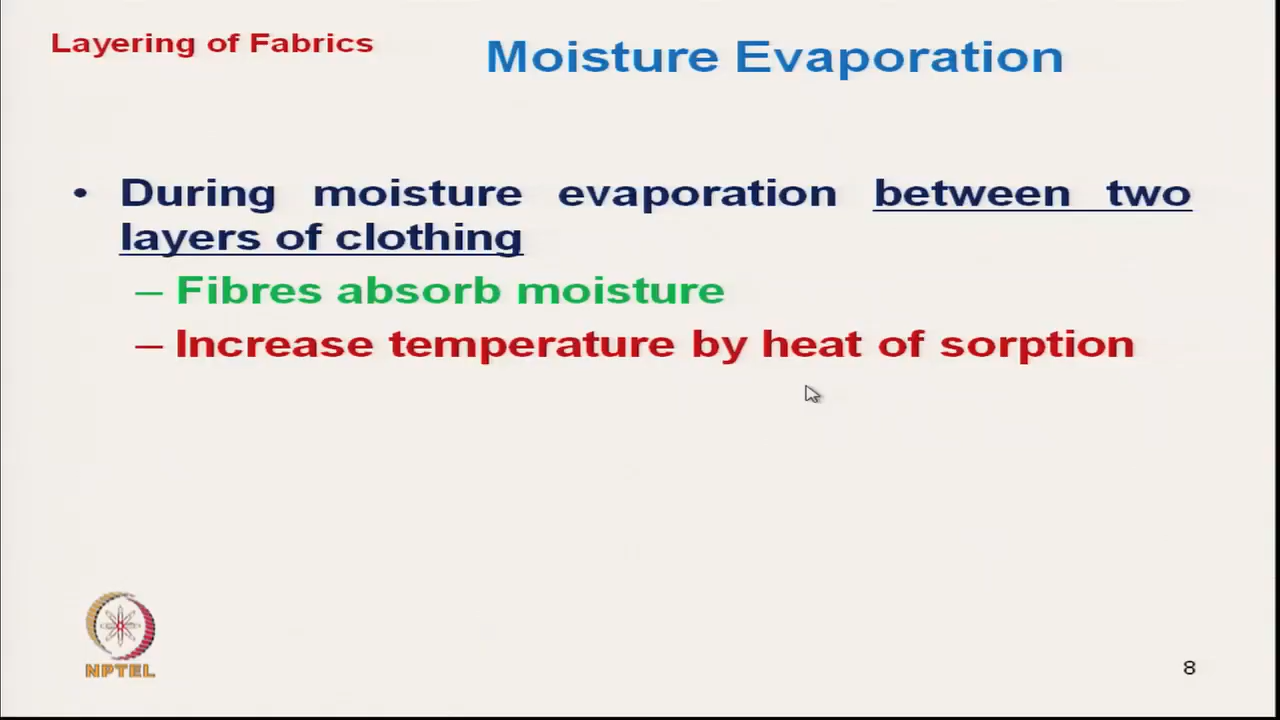 Layering of Fabrics
Moisture Evaporation
• During moisture evaporation between two
layers of clothing
– Fibres absorb moisture
– Increase temperature by heat of sorption
NPTEL
8